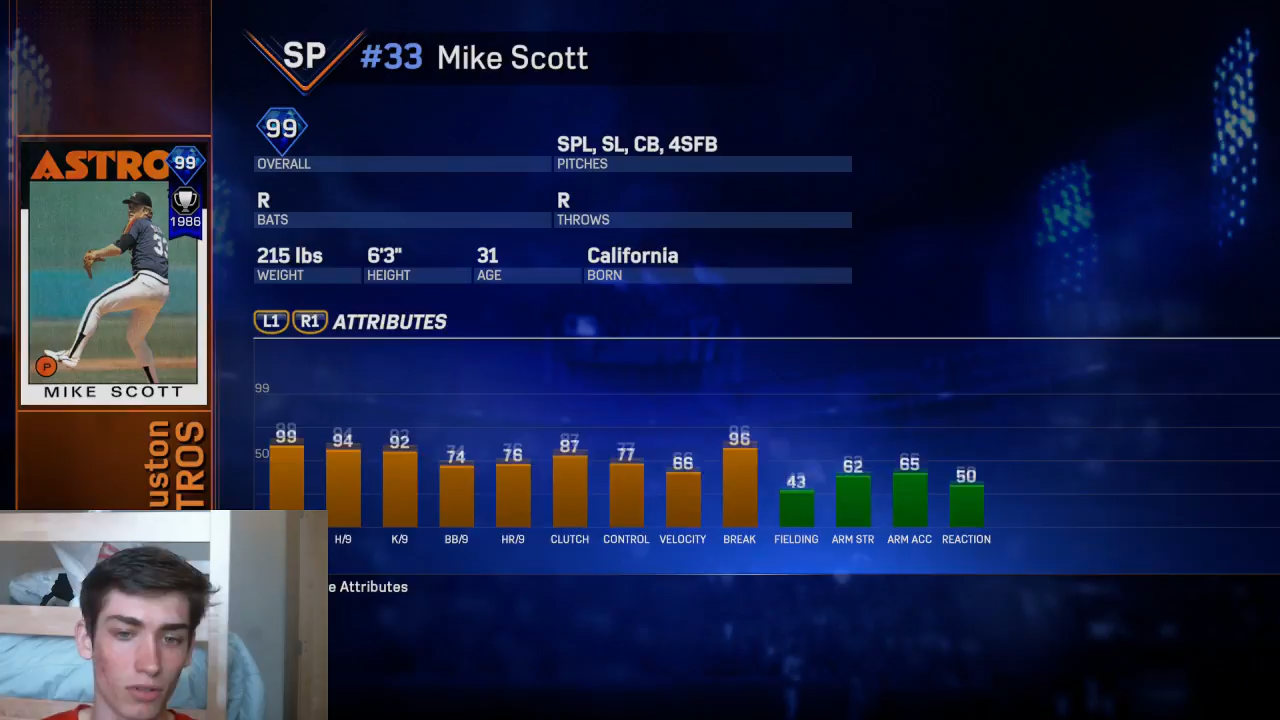 SP #33 Mike Scott
99
OVERALL
SPL, SL, CB, 4SFB
PITCHES
R
BATS
R
THROWS
215 lbs
WEIGHT
6'3"
HEIGHT
31
AGE
California
BORN
ASTRO
99
1986
33
P
MIKE SCOTT
uston
TROS
L1 R1 ATTRIBUTES
99
50
99 94 92 74 76 87 77 66 96 43 62 65 50
H/9 K/9 BB/9 HR/9 CLUTCH CONTROL VELOCITY BREAK FIELDING ARM STR ARM ACC REACTION
e Attributes